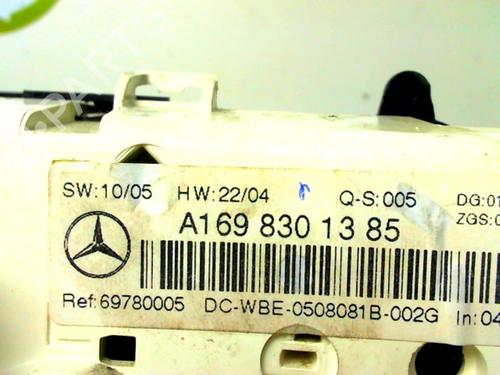 SW:10/05 HW:22/04 Q-S:005 DG:01
ZGS:0
A169 830 13 85
Ref:69780005 DC-WBE-0508081B-002G In:04